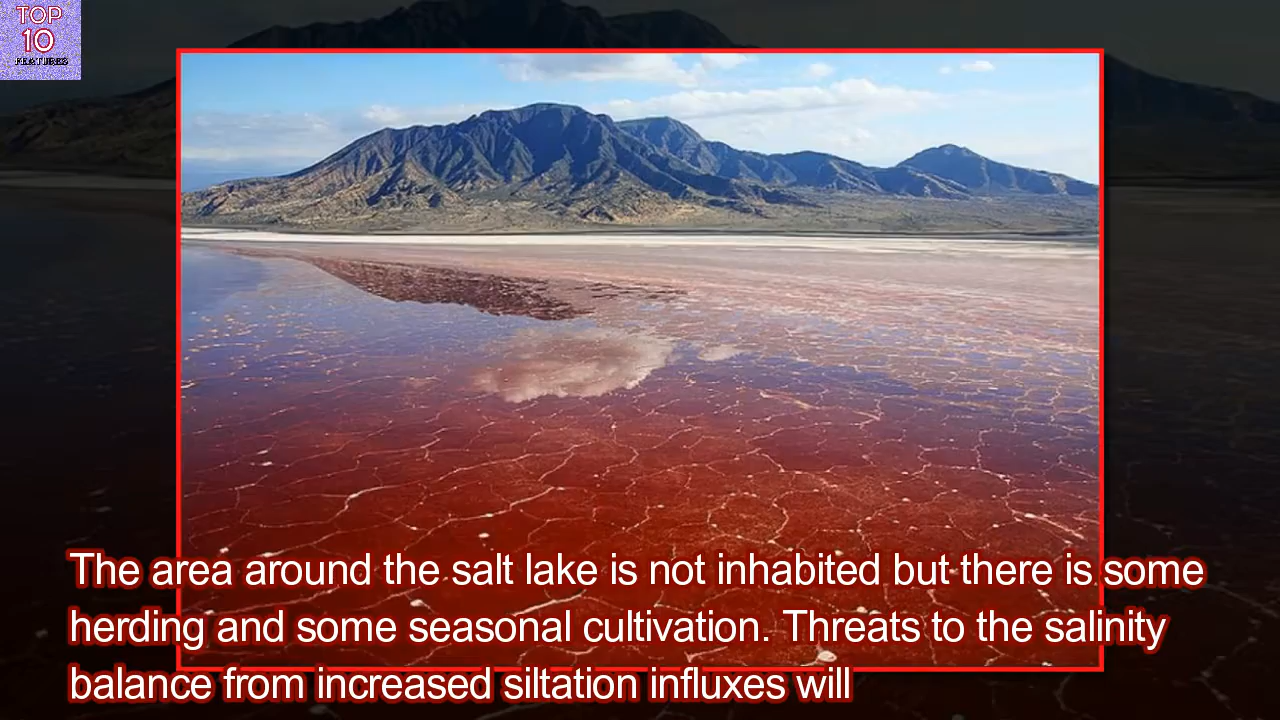 TOP
10
FEATURES
The area around the salt lake is not inhabited but there is some
herding and some seasonal cultivation. Threats to the salinity
balance from increased siltation influxes will